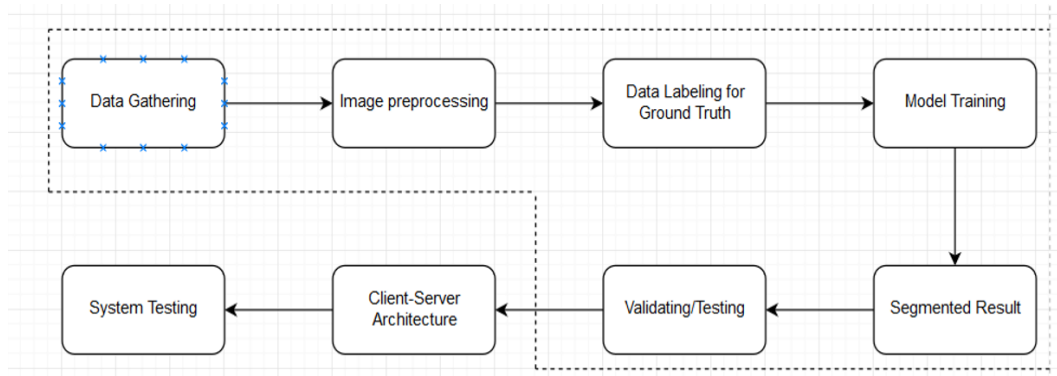 Data Gathering
Image preprocessing
Data Labeling for
Ground Truth
Model Training
Segmented Result
Validating/Testing
Client-Server
Architecture
System Testing